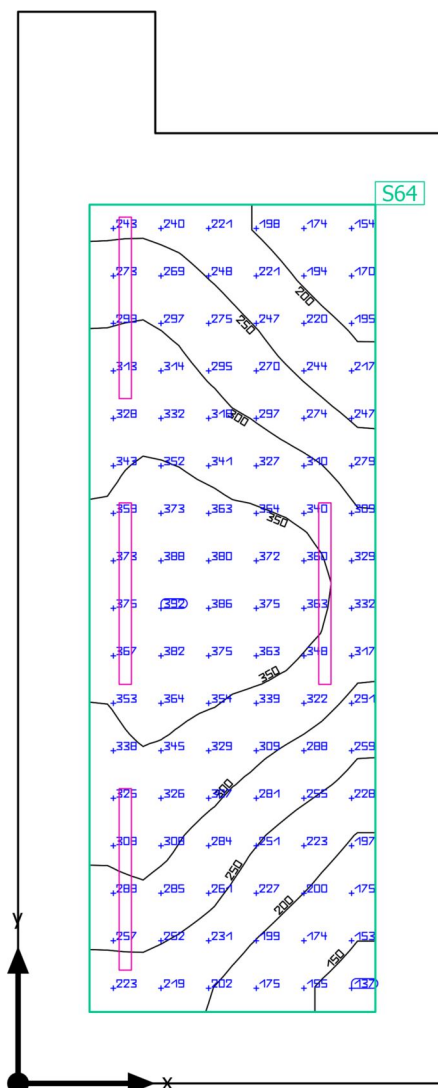 S64
+243 +240 +221 +198 +174 +154
+273 +269 +248 +221 +194 +170
200
+299 +297 +275 +247 +220 +195
250
+313 +314 +295 +270 +244 +217
+328 +332 +316 +297 +274 +247
300
+343 +352 +341 +327 +310 +279
+359 +373 +363 +354 +340 +309
350
+373 +388 +380 +372 +360 +329
+375 +392 +386 +375 +363 +332
+367 +382 +375 +363 +348 +317
350
+353 +364 +354 +339 +322 +291
+338 +345 +329 +309 +288 +259
300
+325 +326 +281 +255 +228
+303 +308 +284 +251 +223 +197
250
+283 +285 +261 +227 +200 +175
200
y
+257 +262 +231 +199 +174 +153
150
+223 +219 +202 +175 +155 +137
x